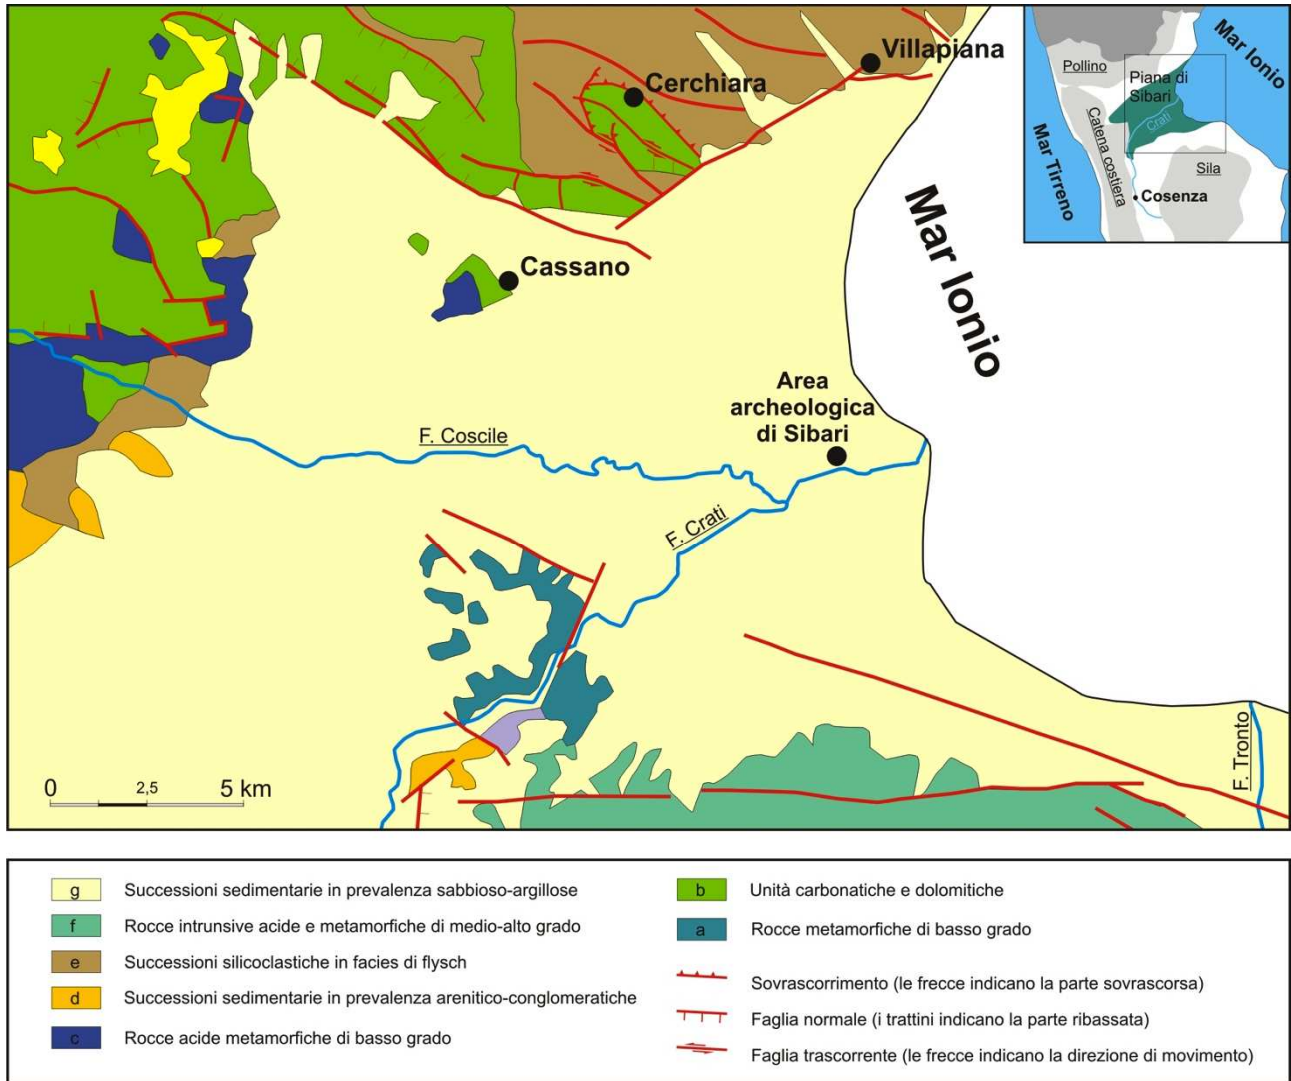 Villapiana
Cerchiara
Cassano
Mar Ionio
Area
archeologica
di Sibari
F. Coscile
F. Crati
F. Tronto
0 2,5 5 km
Mar Ionio
Pollino
Piana di
Sibari
Crati
Catena costiera
Mar Tirreno
Sila
Cosenza
g Successioni sedimentarie in prevalenza sabbioso-argillose
f Rocce intrunsive acide e metamorfiche di medio-alto grado
e Successioni silicoclastiche in facies di flysch
d Successioni sedimentarie in prevalenza arenitico-conglomeratiche
c Rocce acide metamorfiche di basso grado
b Unità carbonatiche e dolomitiche
a Rocce metamorfiche di basso grado
Sovrascorrimento (le frecce indicano la parte sovrascorsa)
Faglia normale (i trattini indicano la parte ribassata)
Faglia trascorrente (le frecce indicano la direzione di movimento)